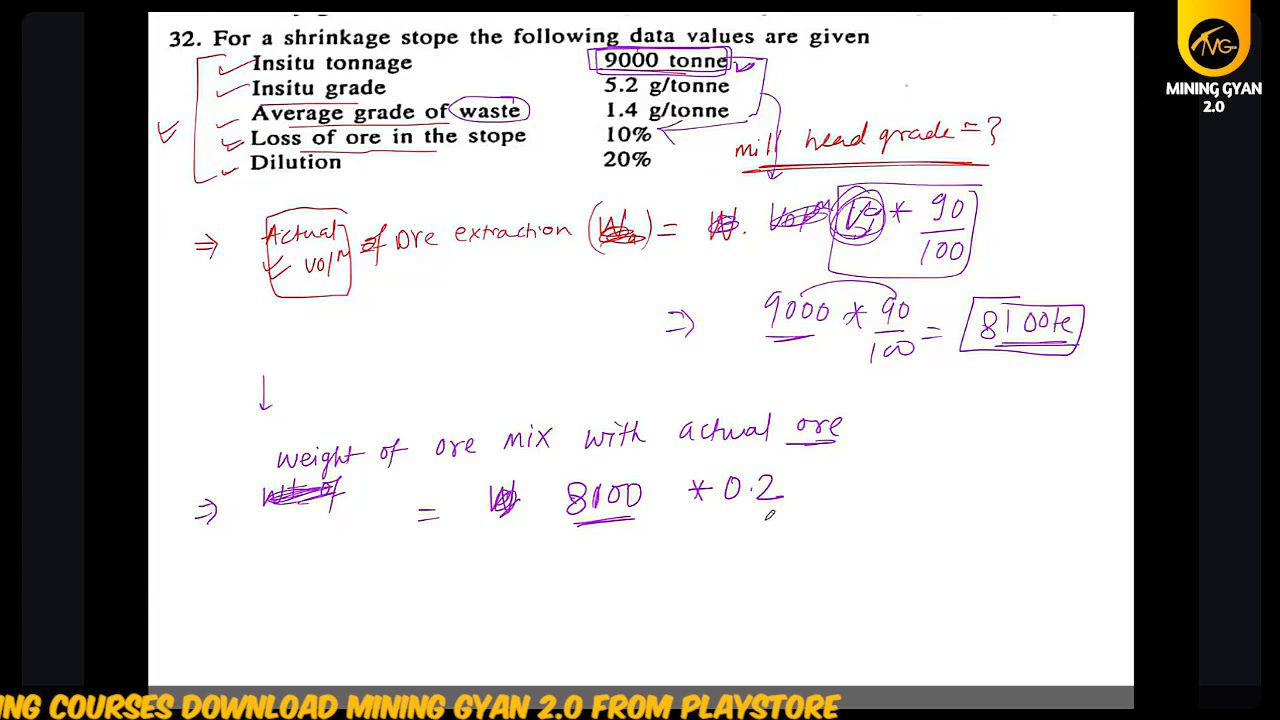 32. For a shrinkage stope the following data values are given
Insitu tonnage 9000 tonne
Insitu grade 5.2 g/tonne
Average grade of waste 1.4 g/tonne
Loss of ore in the stope 10%
Dilution 20%
mill head grade = ?
MINING GYAN
2.0
⇒ Actual volm of Ore extraction ( ) = * 90/100
⇒ 9000 * 90/100 = 8100te
weight of ore mix with actual ore
⇒ = 8100 * 0.2
ING COURSES DOWNLOAD MINING GYAN 2.0 FROM PLAYSTORE